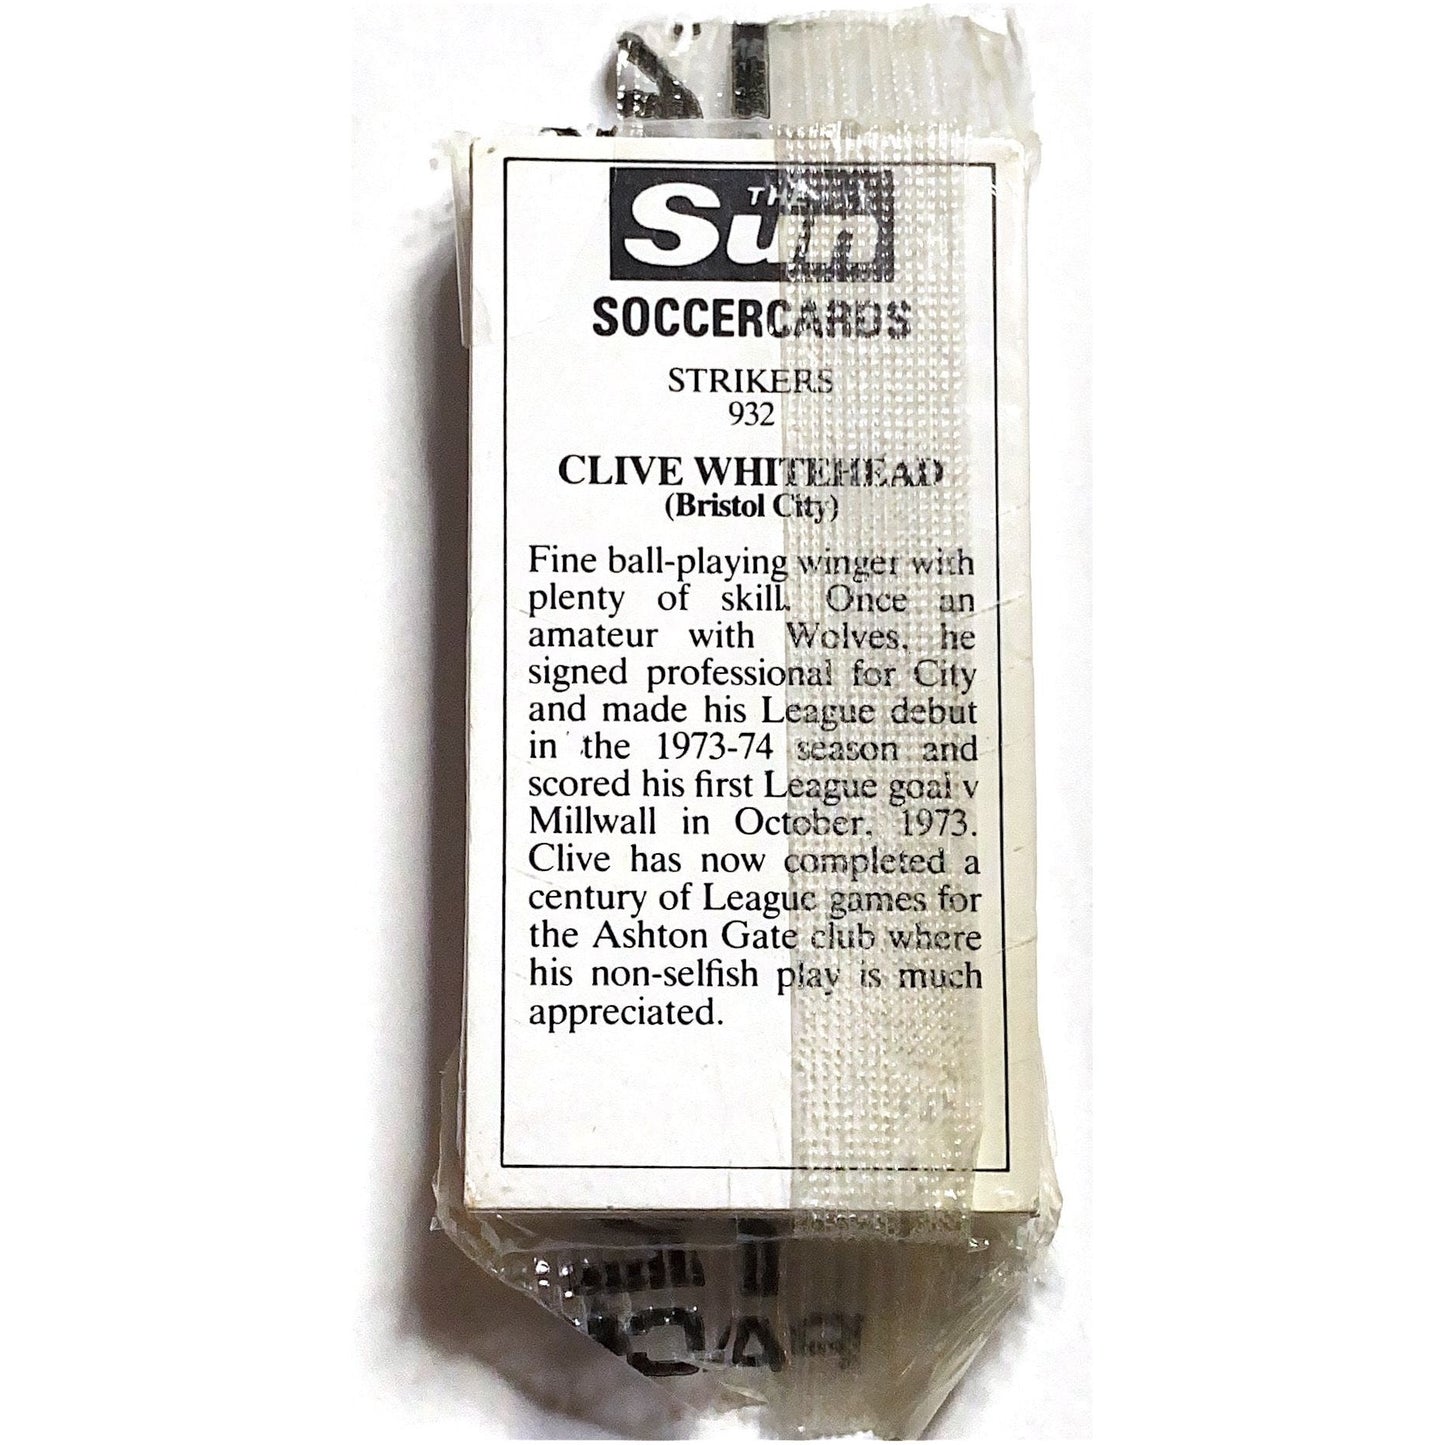 THE
Sun
SOCCERCARDS
STRIKERS
932
CLIVE WHITEHEAD
(Bristol City)
Fine ball-playing winger with
plenty of skill. Once an
amateur with Wolves, he
signed professional for City
and made his League debut
in the 1973-74 season and
scored his first League goal v
Millwall in October, 1973.
Clive has now completed a
century of League games for
the Ashton Gate club where
his non-selfish play is much
appreciated.